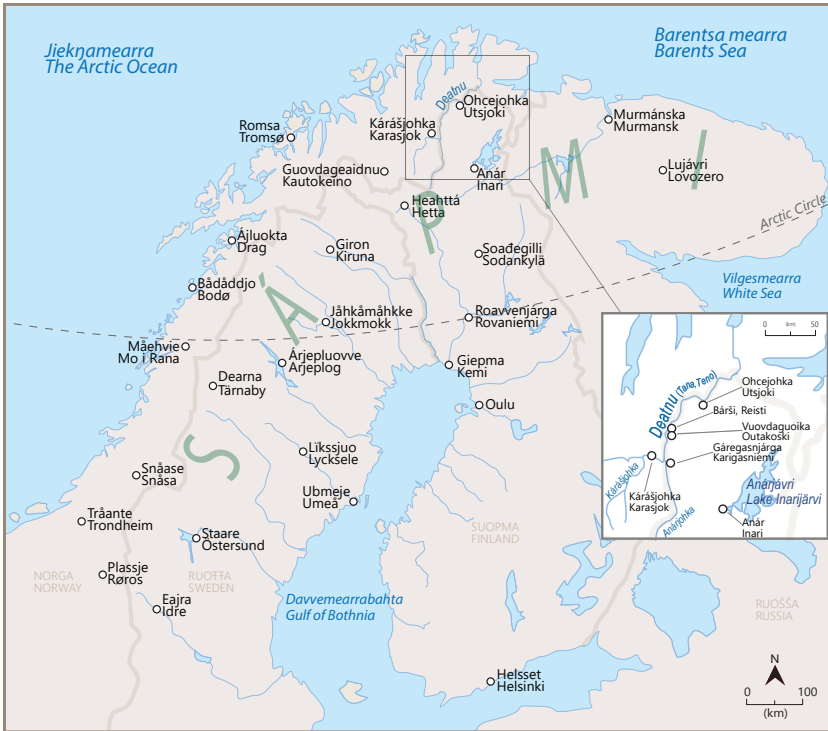 Jiekŋamearra
The Arctic Ocean
Barentsa mearra
Barents Sea
Deatnu
Ohcejohka
Utsjoki
Kárášjohka
Karasjok
Romsa
Tromsø
Murmánska
Murmansk
Guovdageaidnu
Kautokeino
Anár
Inari
Lujávri
Lovozero
S Á P M I
Heahttá
Hetta
Arctic Circle
Ájluokta
Drag
Giron
Kiruna
Soađegilli
Sodankylä
Bådåddjo
Bodø
Vilgesmearra
White Sea
Jåhkåmåhkke
Jokkmokk
Roavvenjárga
Rovaniemi
Måehvie
Mo i Rana
Árjepluovve
Arjeplog
Giepma
Kemi
Dearna
Tärnaby
Oulu
Likssjuo
Lycksele
Snåase
Snåsa
Ubmeje
Umeå
Tråante
Trondheim
Staare
Östersund
SUOPMA
FINLAND
Plassje
Røros
NORGA
NORWAY
RUOŦŦA
SWEDEN
Eajra
Idre
Davvemearrabahta
Gulf of Bothnia
RUOŠŠA
RUSSIA
Helsset
Helsinki
N
0 100
(km)
0 (km) 50
Deatnu (Tana, Teno)
Ohcejohka
Utsjoki
Bárši, Reisti
Vuovdaguoika
Outakoski
Gáregasnjárga
Karigasniemi
Kárášjohka
Kárášjohka
Karasjok
Anárjávri
Lake Inarijärvi
Anárjohka
Anár
Inari